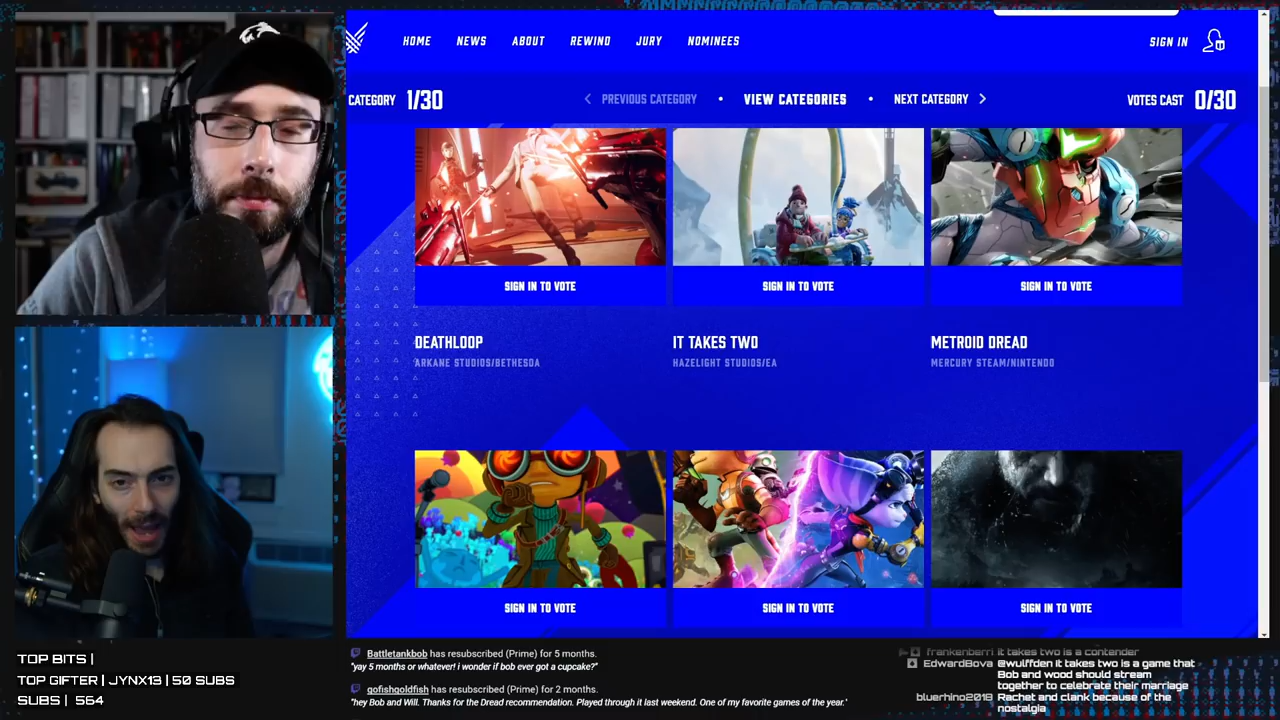 HOME NEWS ABOUT REWIND JURY NOMINEES SIGN IN
CATEGORY 1/30 PREVIOUS CATEGORY • VIEW CATEGORIES • NEXT CATEGORY VOTES CAST 0/30
SIGN IN TO VOTE SIGN IN TO VOTE SIGN IN TO VOTE
DEATHLOOP IT TAKES TWO METROID DREAD
ARKANE STUDIOS/BETHESDA HAZELIGHT STUDIOS/EA MERCURY STEAM/NINTENDO
SIGN IN TO VOTE SIGN IN TO VOTE SIGN IN TO VOTE
TOP BITS |
TOP GIFTER | JYNX13 | 50 SUBS
SUBS | 564
Battletankbob has resubscribed (Prime) for 5 months.
"yay 5 months or whatever! i wonder if bob ever got a cupcake?"
gofishgoldfish has resubscribed (Prime) for 2 months.
"hey Bob and Will. Thanks for the Dread recommendation. Played through it last weekend. One of my favorite games of the year."
frankenberri it takes two is a contender
EdwardBova @wulffden it takes two is a game that
Bob and wood should stream
together to celebrate their marriage
bluerhino2019 Rachet and clank because of the
nostalgia